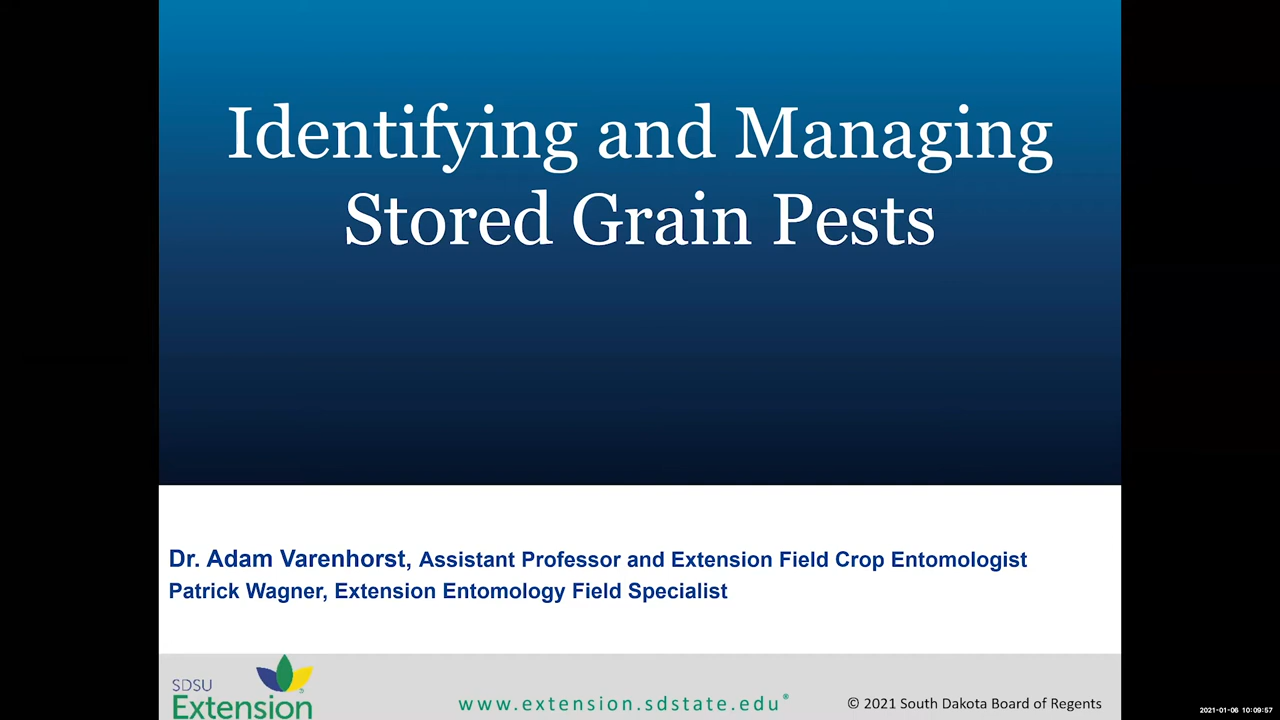 Identifying and Managing
Stored Grain Pests
Dr. Adam Varenhorst, Assistant Professor and Extension Field Crop Entomologist
Patrick Wagner, Extension Entomology Field Specialist
SDSU
Extension
www.extension.sdstate.edu®
© 2021 South Dakota Board of Regents
2021-01-06 10:09:57